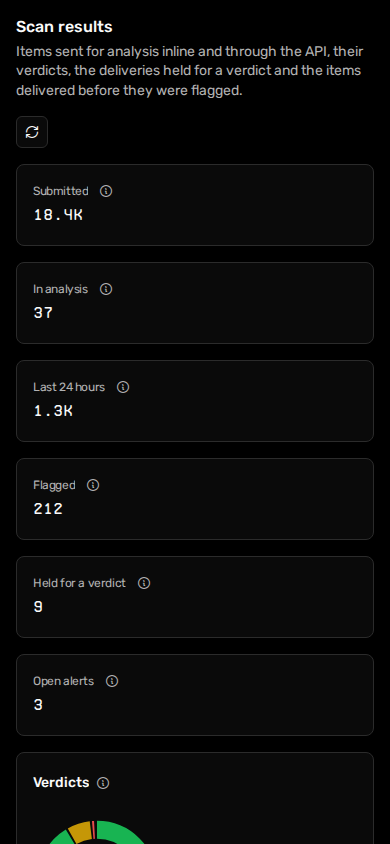 Scan results
Items sent for analysis inline and through the API, their
verdicts, the deliveries held for a verdict and the items
delivered before they were flagged.
Submitted
18.4K
In analysis
37
Last 24 hours
1.3K
Flagged
212
Held for a verdict
9
Open alerts
3
Verdicts